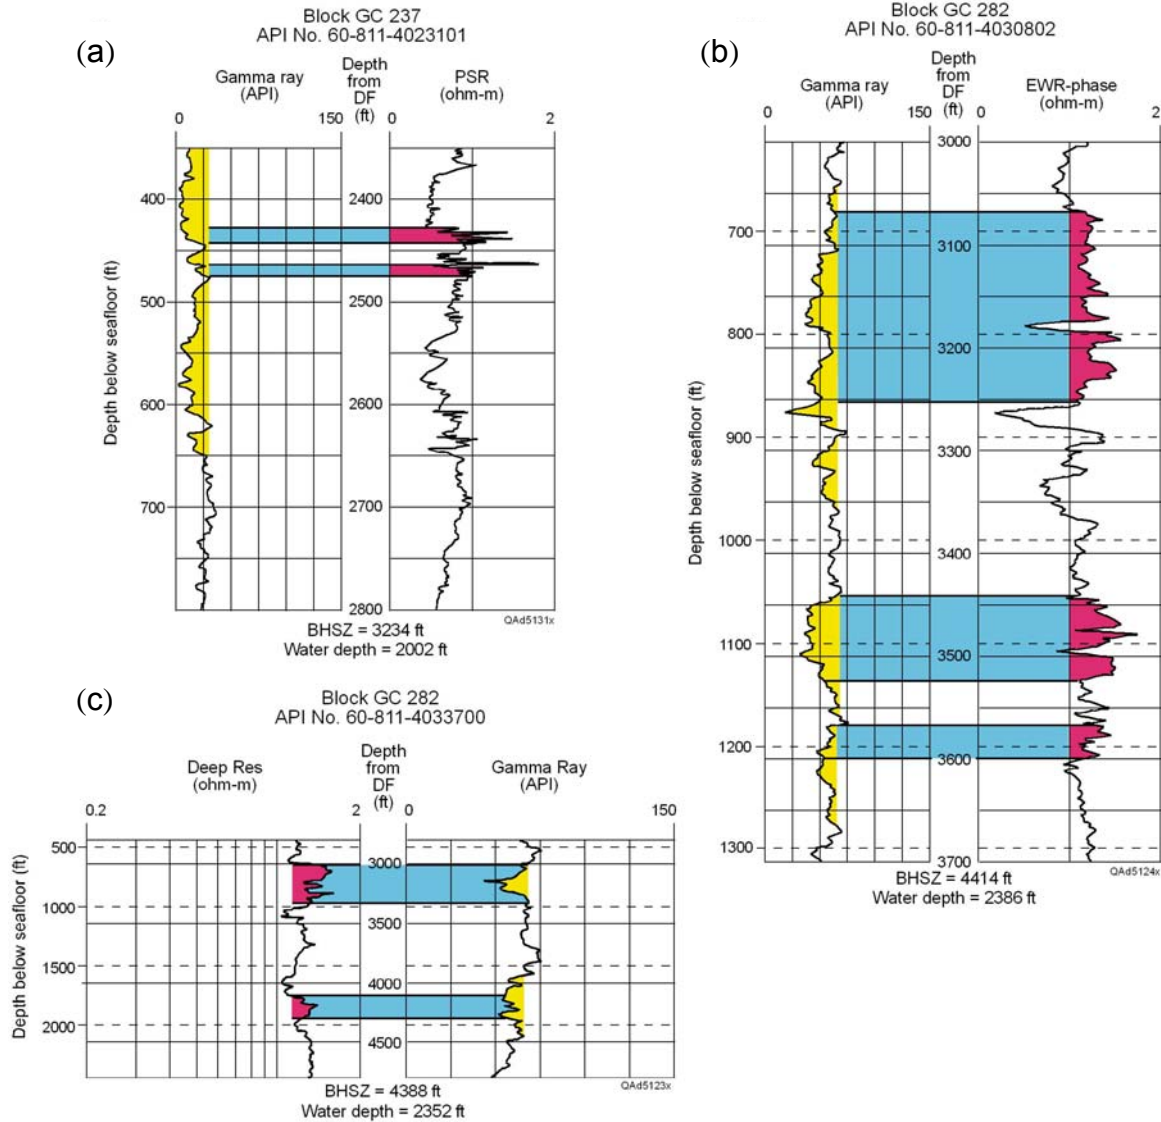 (a)
Block GC 237
API No. 60-811-4023101
Gamma ray
(API)
Depth
from
DF
(ft)
PSR
(ohm-m)
0
150
0
2
Depth below seafloor (ft)
400
500
600
700
2400
2500
2600
2700
2800
QAd5131x
BHSZ = 3234 ft
Water depth = 2002 ft
(b)
Block GC 282
API No. 60-811-4030802
Gamma ray
(API)
Depth
from
DF
(ft)
EWR-phase
(ohm-m)
0
150
0
2
Depth below seafloor (ft)
700
800
900
1000
1100
1200
1300
3000
3100
3200
3300
3400
3500
3600
3700
QAd5124x
BHSZ = 4414 ft
Water depth = 2386 ft
(c)
Block GC 282
API No. 60-811-4033700
Deep Res
(ohm-m)
Depth
from
DF
(ft)
Gamma Ray
(API)
0.2
2
0
150
Depth below seafloor (ft)
500
1000
1500
2000
3000
3500
4000
4500
QAd5123x
BHSZ = 4388 ft
Water depth = 2352 ft